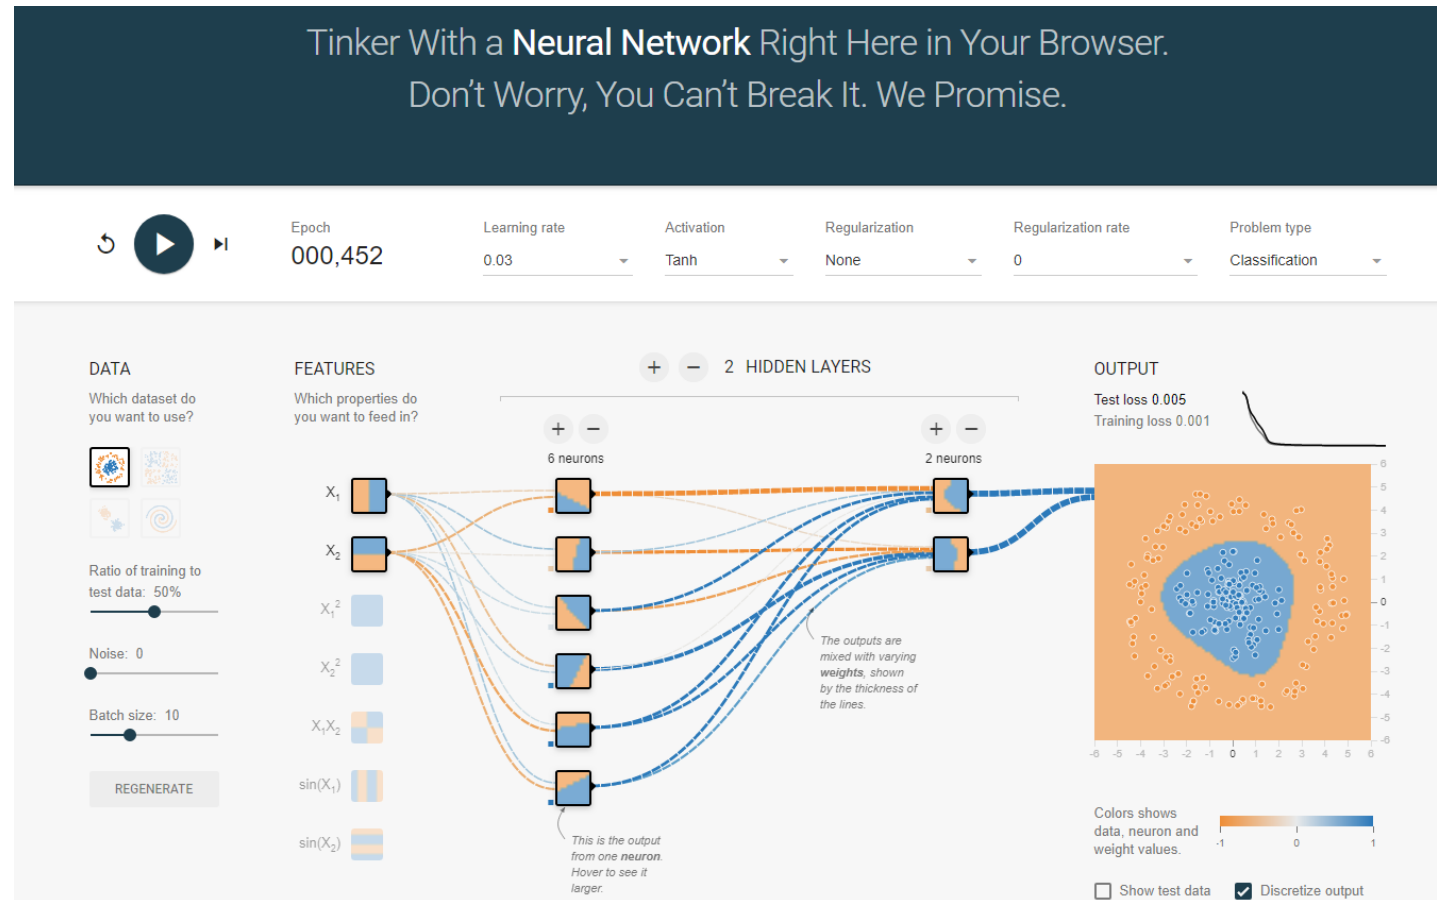 Tinker With a Neural Network Right Here in Your Browser.
Don't Worry, You Can't Break It. We Promise.
Epoch
000,452
Learning rate
0.03
Activation
Tanh
Regularization
None
Regularization rate
0
Problem type
Classification
DATA
Which dataset do
you want to use?
Ratio of training to
test data: 50%
Noise: 0
Batch size: 10
REGENERATE
FEATURES
Which properties do
you want to feed in?
X₁
X₂
X₁²
X₂²
X₁X₂
sin(X₁)
sin(X₂)
+ − 2 HIDDEN LAYERS
+ −
6 neurons
+ −
2 neurons
The outputs are
mixed with varying
weights, shown
by the thickness of
the lines.
This is the output
from one neuron.
Hover to see it
larger.
OUTPUT
Test loss 0.005
Training loss 0.001
6
5
4
3
2
1
0
-1
-2
-3
-4
-5
-6
-6 -5 -4 -3 -2 -1 0 1 2 3 4 5 6
Colors shows
data, neuron and
weight values.
-1 0 1
Show test data
Discretize output